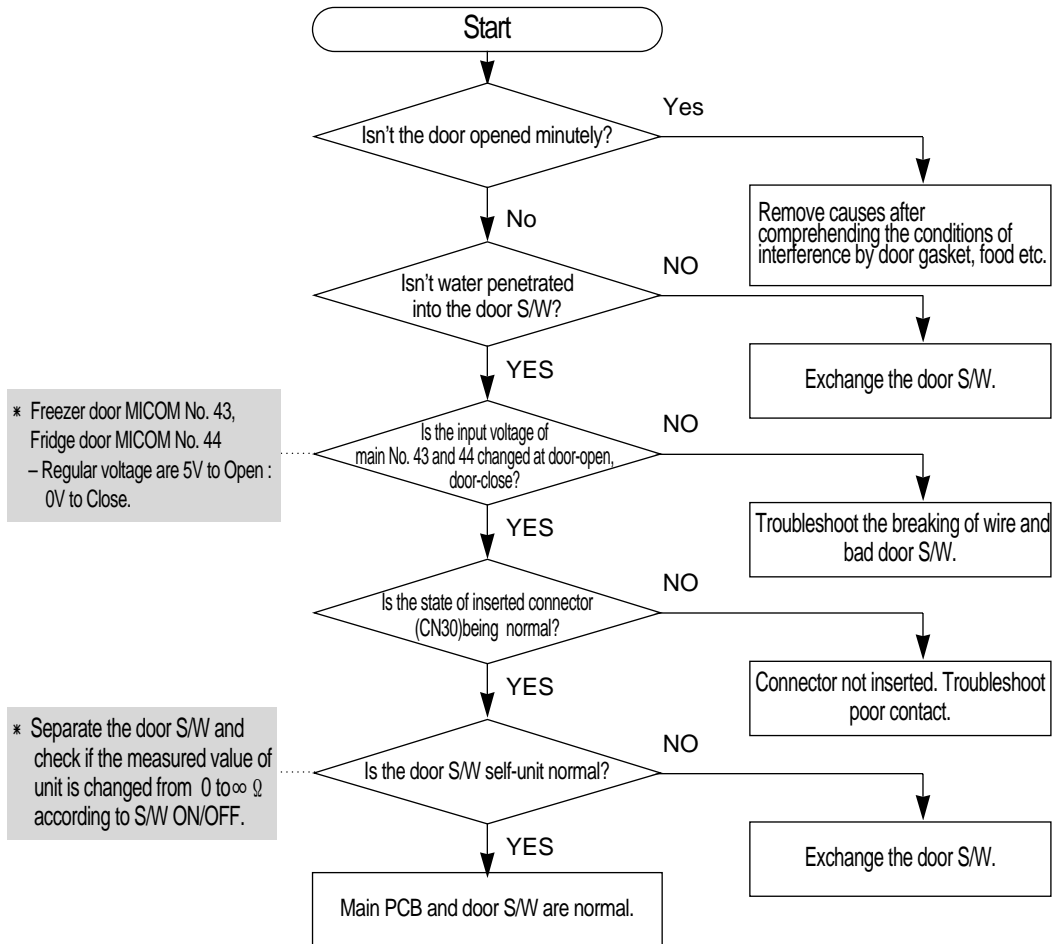 Start
Isn't the door opened minutely?
Yes
Remove causes after
comprehending the conditions of
interference by door gasket, food etc.
No
Isn't water penetrated
into the door S/W?
NO
Exchange the door S/W.
YES
* Freezer door MICOM No. 43,
Fridge door MICOM No. 44
– Regular voltage are 5V to Open :
0V to Close.
Is the input voltage of
main No. 43 and 44 changed at door-open,
door-close?
NO
Troubleshoot the breaking of wire and
bad door S/W.
YES
Is the state of inserted connector
(CN30)being normal?
NO
Connector not inserted. Troubleshoot
poor contact.
YES
* Separate the door S/W and
check if the measured value of
unit is changed from 0 to∞ Ω
according to S/W ON/OFF.
Is the door S/W self-unit normal?
NO
Exchange the door S/W.
YES
Main PCB and door S/W are normal.